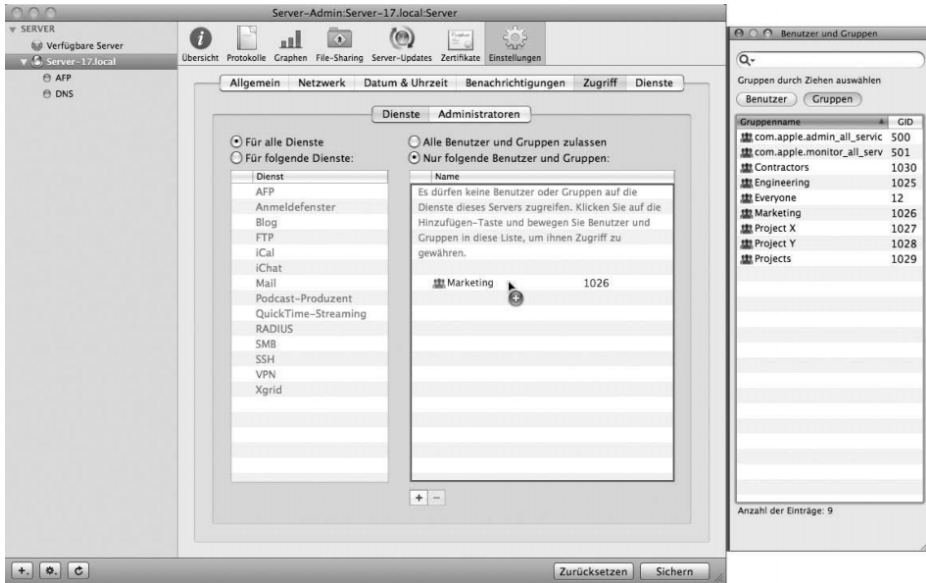 Server-Admin:Server-17.local:Server
SERVER
Verfügbare Server
Server-17.local
AFP
DNS
Übersicht Protokolle Graphen File-Sharing Server-Updates Zertifikate Einstellungen
Allgemein Netzwerk Datum & Uhrzeit Benachrichtigungen Zugriff Dienste
Dienste Administratoren
Für alle Dienste
Für folgende Dienste:
Dienst
AFP
Anmeldefenster
Blog
FTP
iCal
iChat
Mail
Podcast-Produzent
QuickTime-Streaming
RADIUS
SMB
SSH
VPN
Xgrid
Alle Benutzer und Gruppen zulassen
Nur folgende Benutzer und Gruppen:
Name
Es dürfen keine Benutzer oder Gruppen auf die
Dienste dieses Servers zugreifen. Klicken Sie auf die
Hinzufügen-Taste und bewegen Sie Benutzer und
Gruppen in diese Liste, um ihnen Zugriff zu
gewähren.
Marketing 1026
Zurücksetzen Sichern
Benutzer und Gruppen
Gruppen durch Ziehen auswählen
Benutzer Gruppen
Gruppenname GID
com.apple.admin_all_servic 500
com.apple.monitor_all_serv 501
Contractors 1030
Engineering 1025
Everyone 12
Marketing 1026
Project X 1027
Project Y 1028
Projects 1029
Anzahl der Einträge: 9